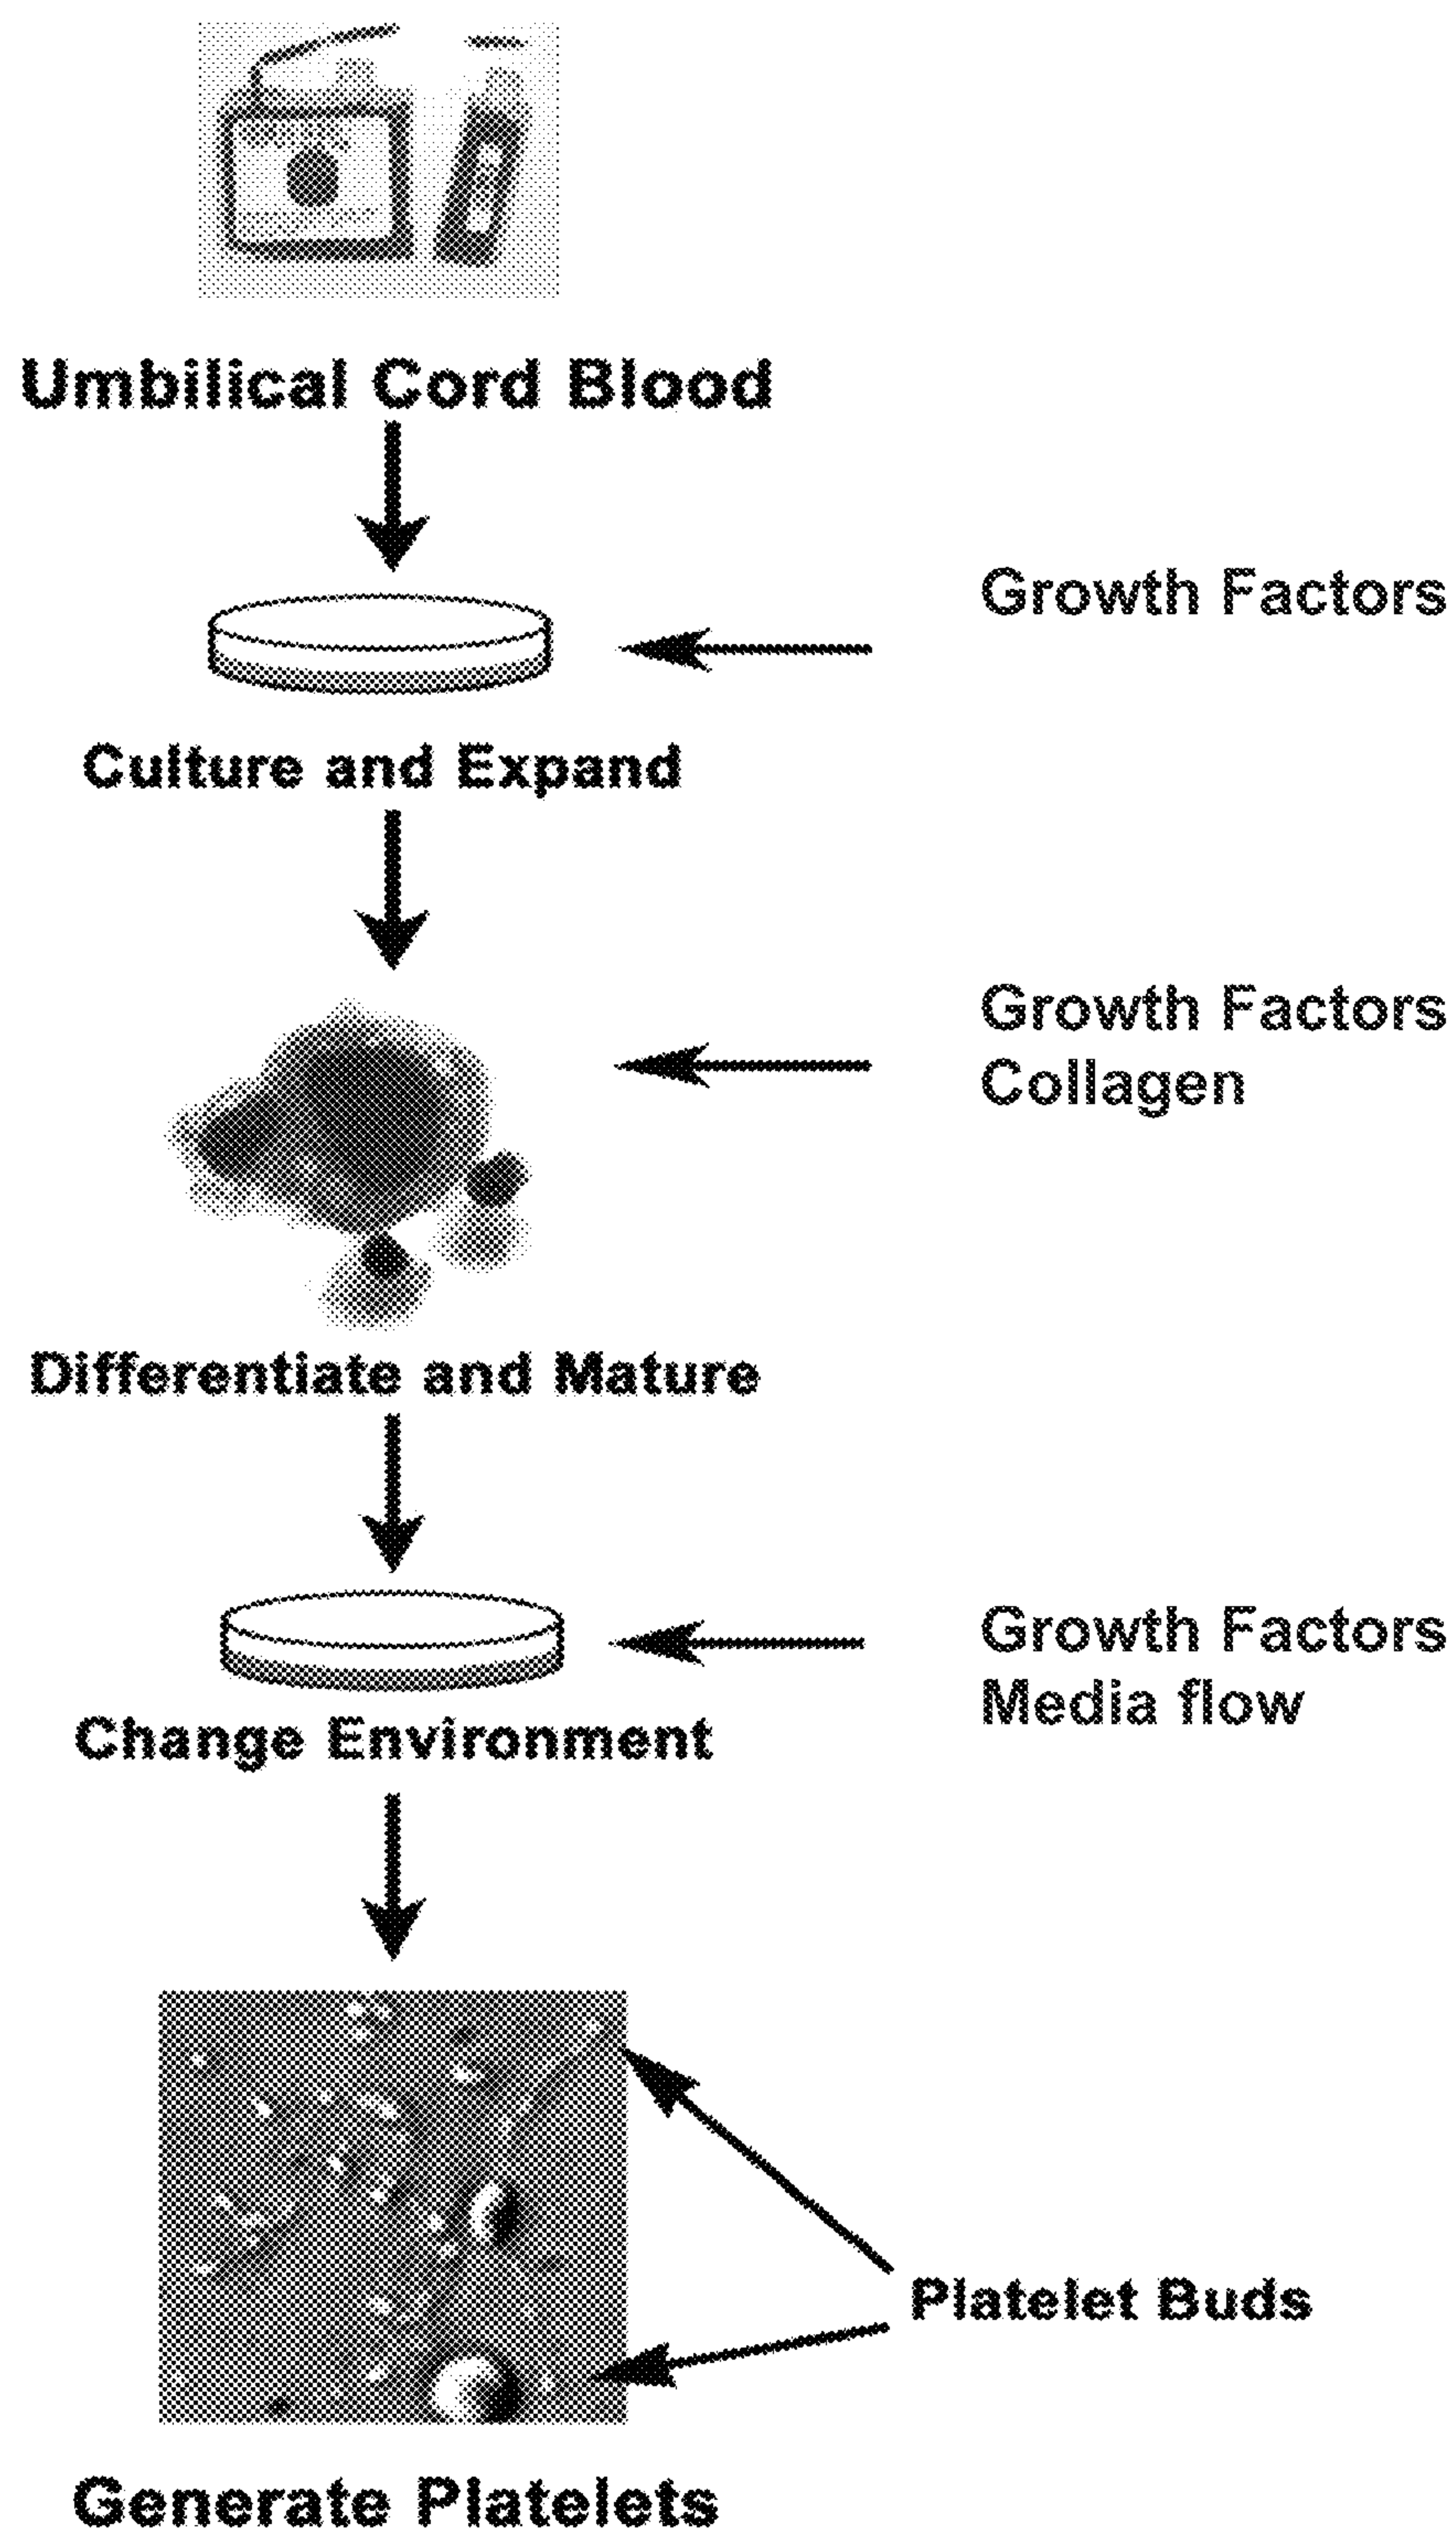 Umbilical Cord Blood
Growth Factors
Culture and Expand
Growth Factors
Collagen
Differentiate and Mature
Growth Factors
Media flow
Change Environment
Platelet Buds
Generate Platelets